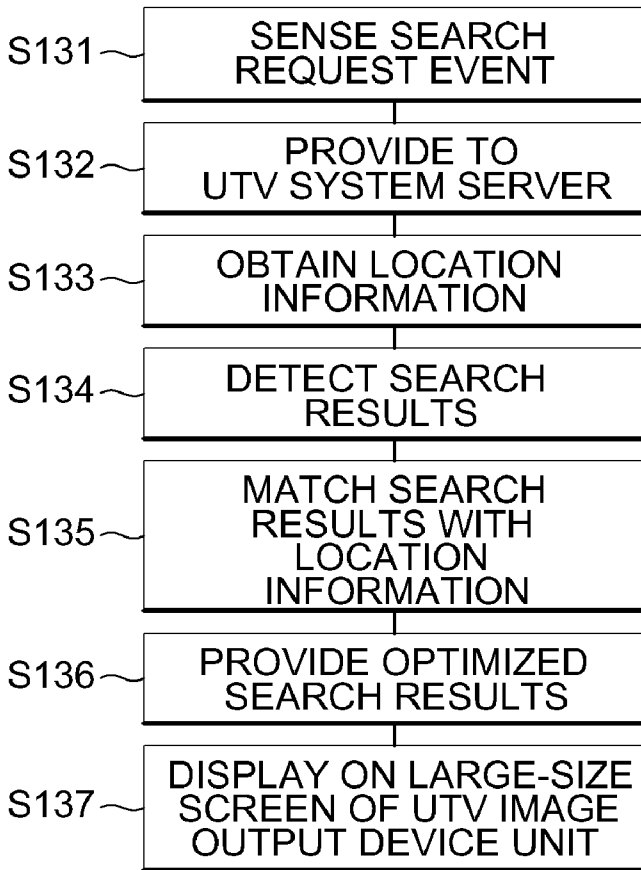 S131
SENSE SEARCH
REQUEST EVENT
S132
PROVIDE TO
UTV SYSTEM SERVER
S133
OBTAIN LOCATION
INFORMATION
S134
DETECT SEARCH
RESULTS
S135
MATCH SEARCH
RESULTS WITH
LOCATION
INFORMATION
S136
PROVIDE OPTIMIZED
SEARCH RESULTS
S137
DISPLAY ON LARGE-SIZE
SCREEN OF UTV IMAGE
OUTPUT DEVICE UNIT